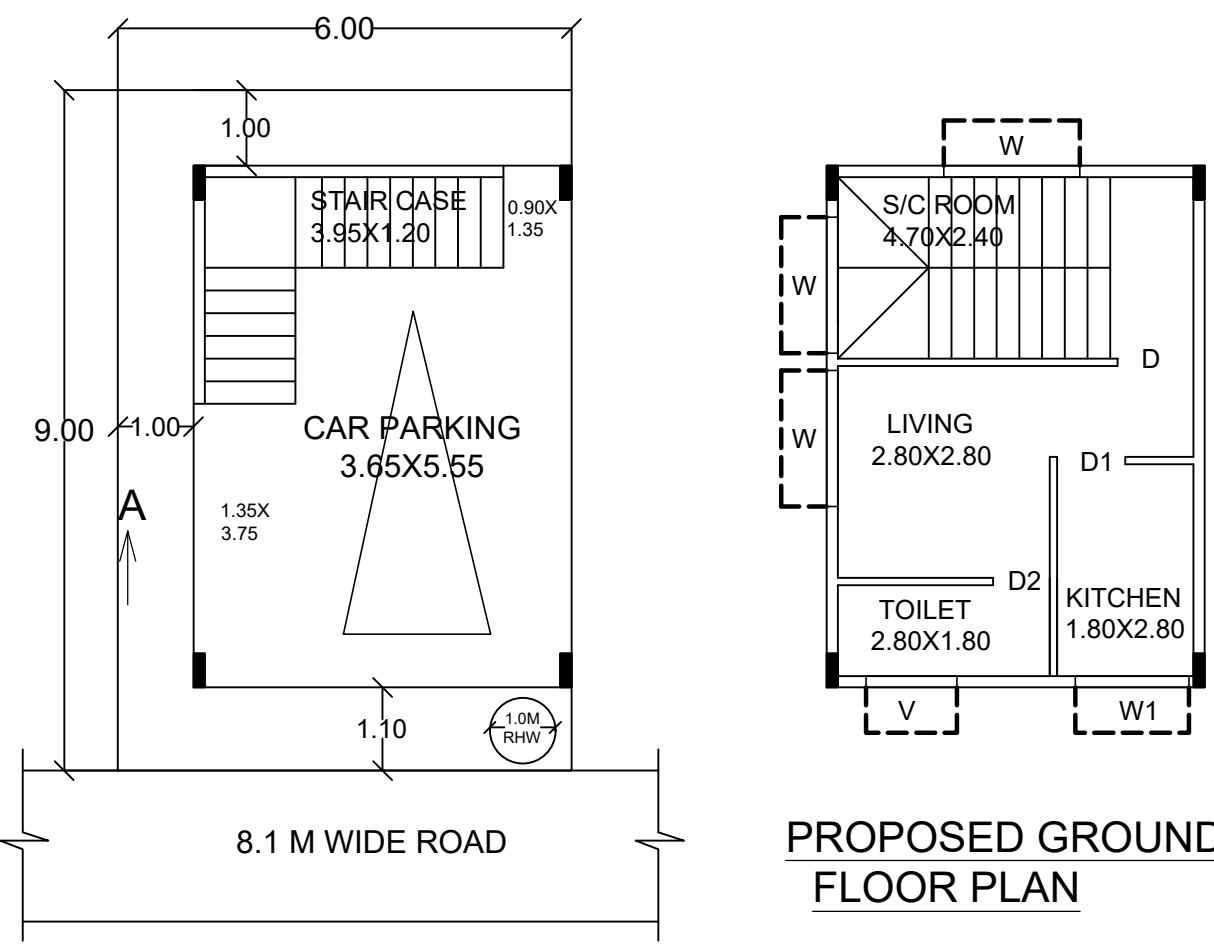 6.00
1.00
STAIR CASE
3.95X1.20
0.90X
1.35
9.00
1.00
CAR PARKING
3.65X5.55
A
1.35X
3.75
1.10
1.0M
RHW
8.1 M WIDE ROAD
W
S/C ROOM
4.70X2.40
W
D
W
LIVING
2.80X2.80
D1
D2
TOILET
2.80X1.80
KITCHEN
1.80X2.80
V
W1
PROPOSED GROUND
FLOOR PLAN